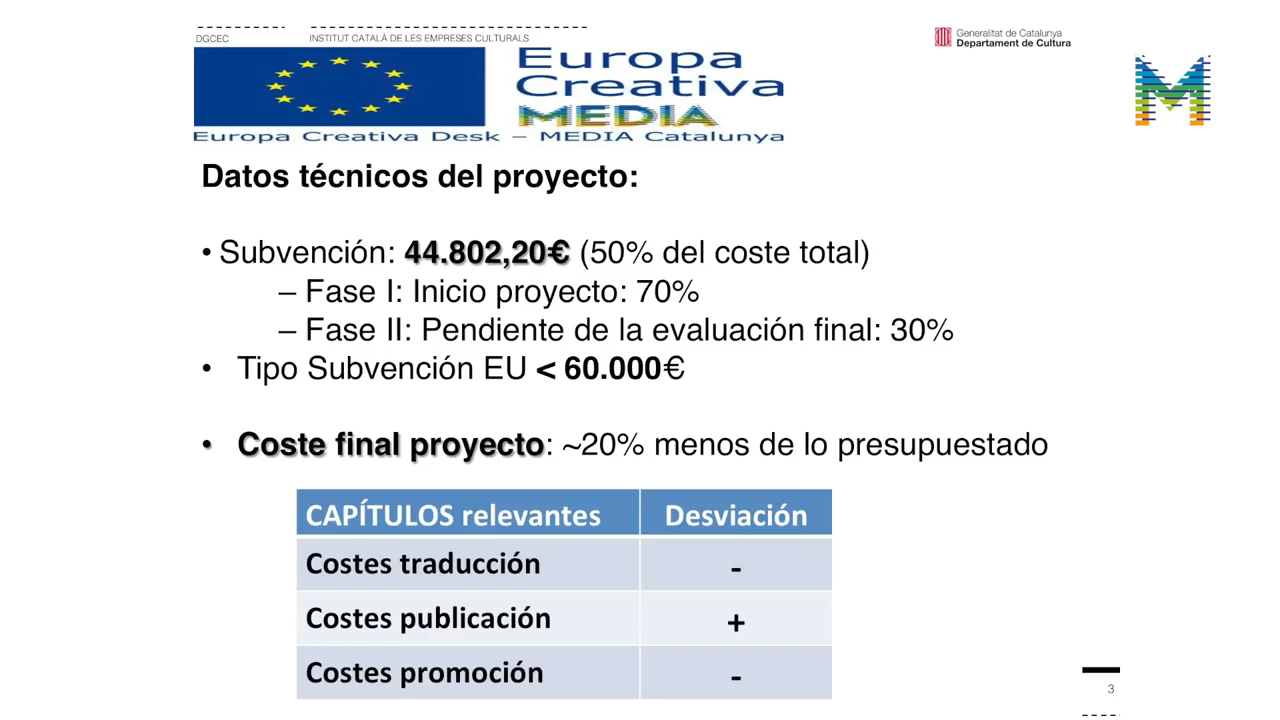 DGCEC INSTITUT CATALÀ DE LES EMPRESES CULTURALS
Generalitat de Catalunya
Departament de Cultura
Europa
Creativa
MEDIA
Europa Creativa Desk – MEDIA Catalunya
M
Datos técnicos del proyecto:
• Subvención: 44.802,20€ (50% del coste total)
– Fase I: Inicio proyecto: 70%
– Fase II: Pendiente de la evaluación final: 30%
• Tipo Subvención EU < 60.000€
• Coste final proyecto: ~20% menos de lo presupuestado
CAPÍTULOS relevantes Desviación
Costes traducción -
Costes publicación +
Costes promoción -
3